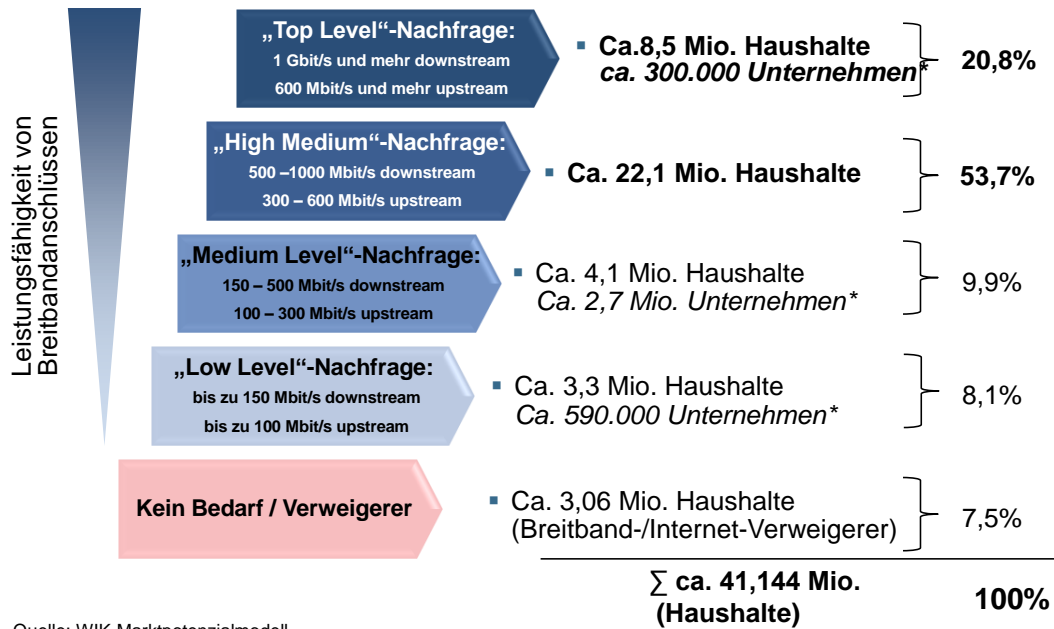 Leistungsfähigkeit von
Breitbandanschlüssen
„Top Level“-Nachfrage:
1 Gbit/s und mehr downstream
600 Mbit/s und mehr upstream
▪ Ca.8,5 Mio. Haushalte
ca. 300.000 Unternehmen*
20,8%
„High Medium“-Nachfrage:
500 –1000 Mbit/s downstream
300 – 600 Mbit/s upstream
▪ Ca. 22,1 Mio. Haushalte
53,7%
„Medium Level“-Nachfrage:
150 – 500 Mbit/s downstream
100 – 300 Mbit/s upstream
▪ Ca. 4,1 Mio. Haushalte
Ca. 2,7 Mio. Unternehmen*
9,9%
„Low Level“-Nachfrage:
bis zu 150 Mbit/s downstream
bis zu 100 Mbit/s upstream
▪ Ca. 3,3 Mio. Haushalte
Ca. 590.000 Unternehmen*
8,1%
Kein Bedarf / Verweigerer
▪ Ca. 3,06 Mio. Haushalte
(Breitband-/Internet-Verweigerer)
7,5%
∑ ca. 41,144 Mio.
(Haushalte)
100%
Quelle: WIK Marktpotenzialmodell